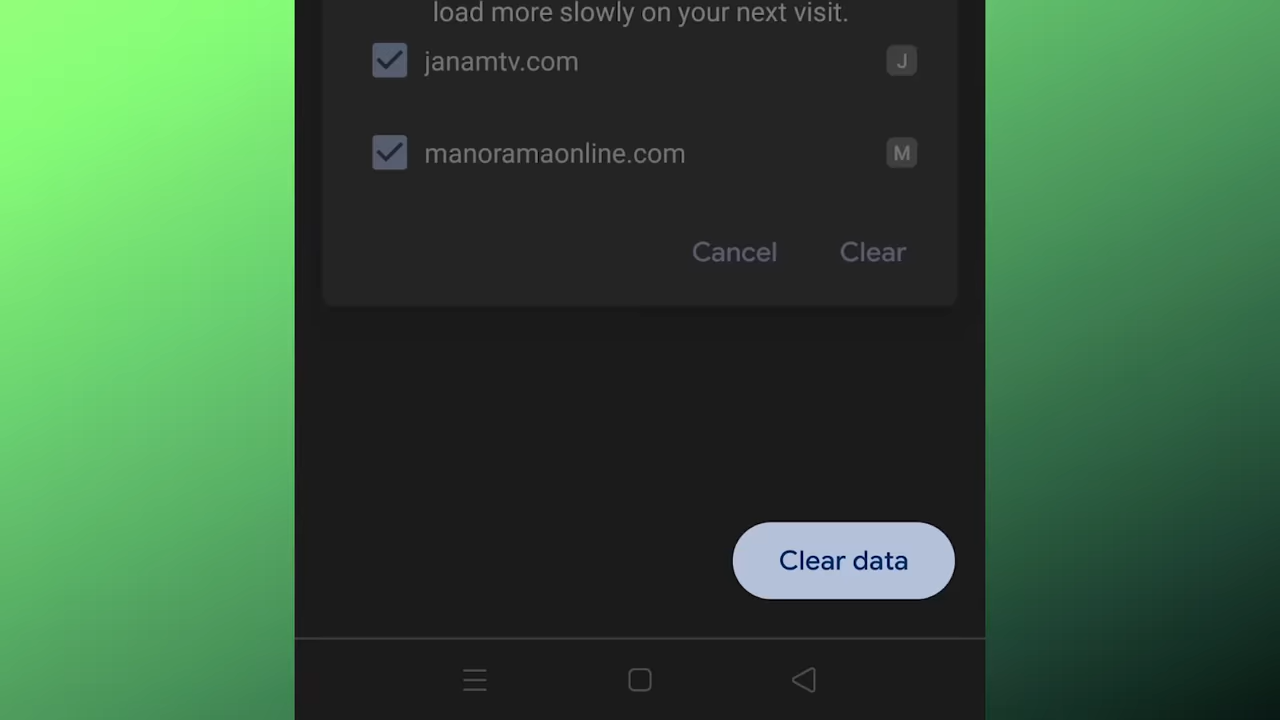 load more slowly on your next visit.
janamtv.com J
manoramaonline.com M
Cancel Clear
Clear data